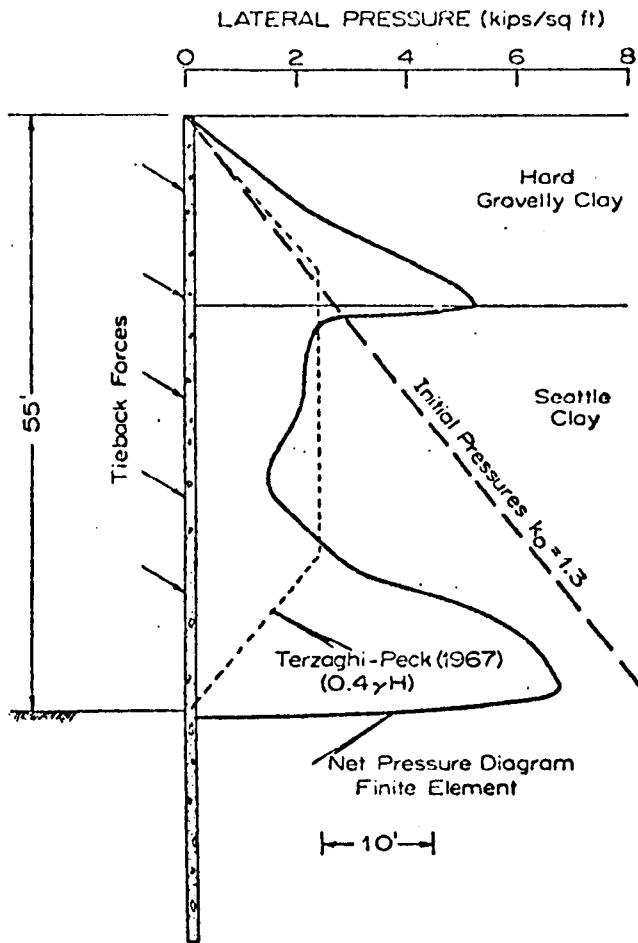 LATERAL PRESSURE (kips/sq ft)
0 2 4 6 8
Hard
Gravelly Clay
55'
Tieback Forces
Initial Pressures k₀ = 1.3
Seattle
Clay
Terzaghi-Peck (1967)
(0.4γH)
Net Pressure Diagram
Finite Element
10'